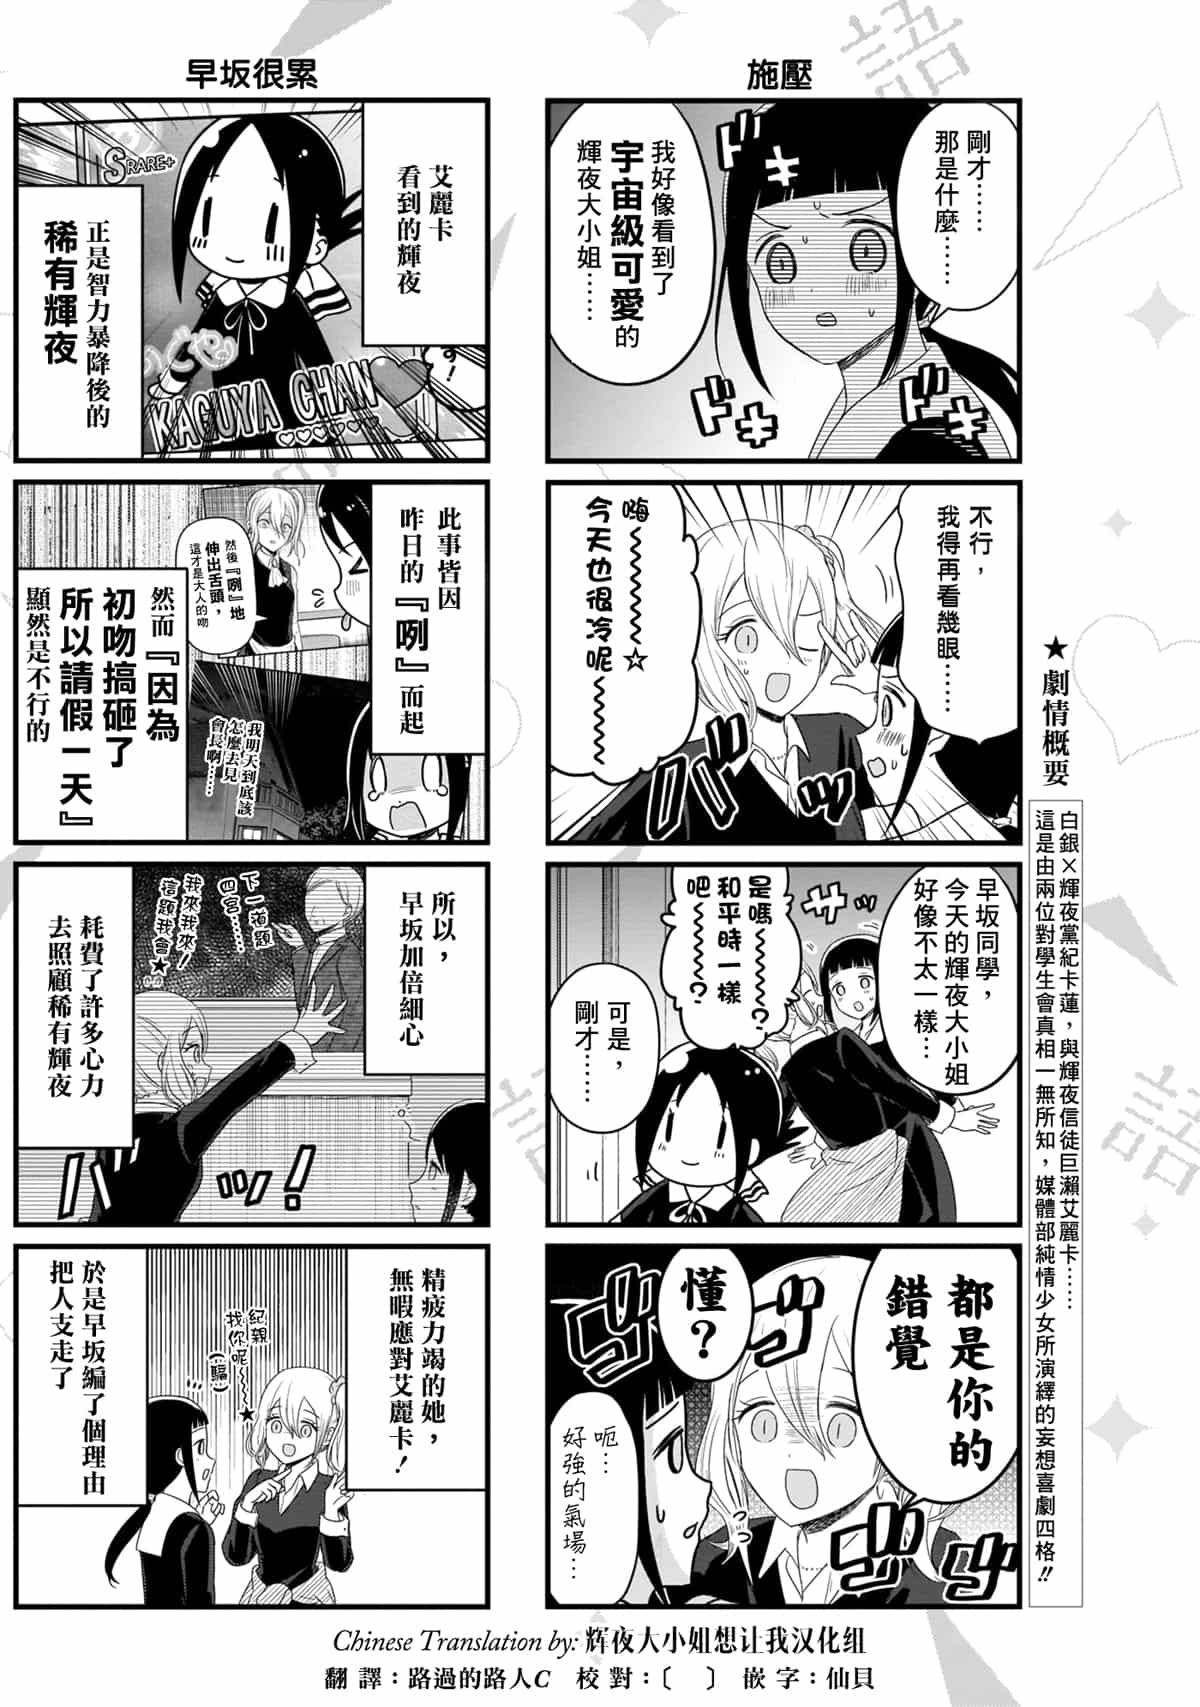 施壓
剛才……
那是什麼…
我好像看到了
宇宙級可愛的
輝夜大小姐……
ドキ
ドキ
ドキ
不行，
我得再看幾眼……
嗨～～～～～～☆
今天也很冷呢～～～～
バババ
早坂同學，
今天的輝夜大小姐
好像不太一樣…
是嗎～～～～～？
和平時一樣
吧～～～～？
サッ
可是，
剛才…
都是你的
錯覺
懂？
呃…
好強的氣場…
ゴゴゴ
★劇情概要
白銀×輝夜黨紀卡蓮，與輝夜信徒巨瀨艾麗卡……
這是由兩位對學生會真相一無所知，媒體部純情少女所演繹的妄想喜劇四格!!
早坂很累
艾麗卡
看到的輝夜
正是智力暴降後的
稀有輝夜
SRARE+
KAGUYA CHAN
♡♡♡♡♡♡
此事皆因
昨日的『咧』而起
然後『咧』地
伸出舌頭，
這才是大人的吻
我明天到底該
怎麼去見
會長啊……
然而『因為
初吻搞砸了
所以請假一天』
顯然是不行的
所以，
早坂加倍細心
下一道題
四宮……
我來我來！
這題我會★
耗費了許多心力
去照顧稀有輝夜
ババババ！
精疲力竭的她，
無暇應對艾麗卡！
紀親
找你呢～～～★
（騙）
於是早坂編了個理由
把人支走了
Chinese Translation by: 辉夜大小姐想让我汉化组
翻譯：路過的路人C 校對：〔 〕 嵌字：仙貝